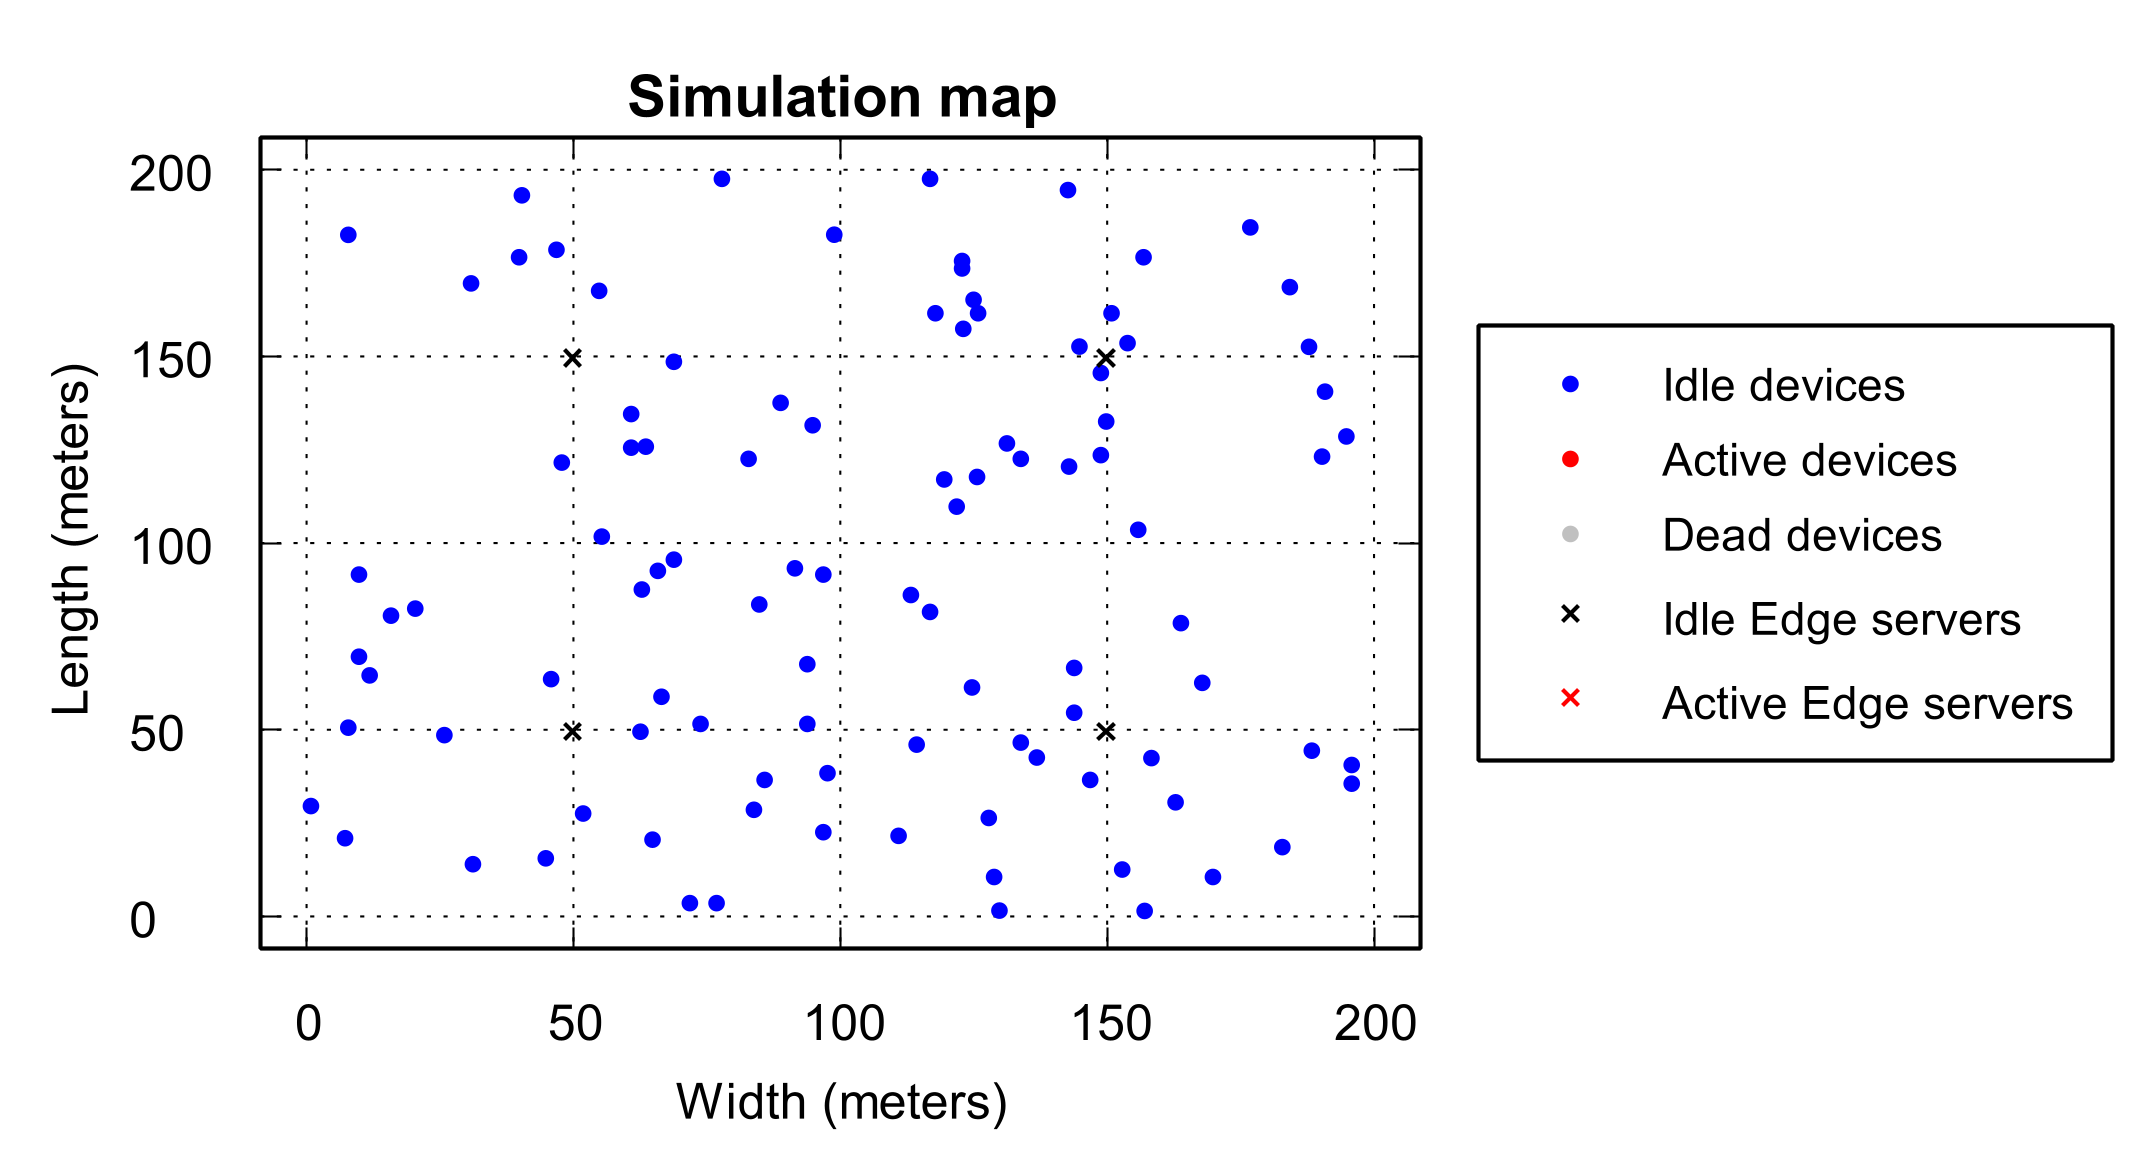 Simulation map
200
150
100
50
0
Length (meters)
0 50 100 150 200
Width (meters)
Idle devices
Active devices
Dead devices
Idle Edge servers
Active Edge servers